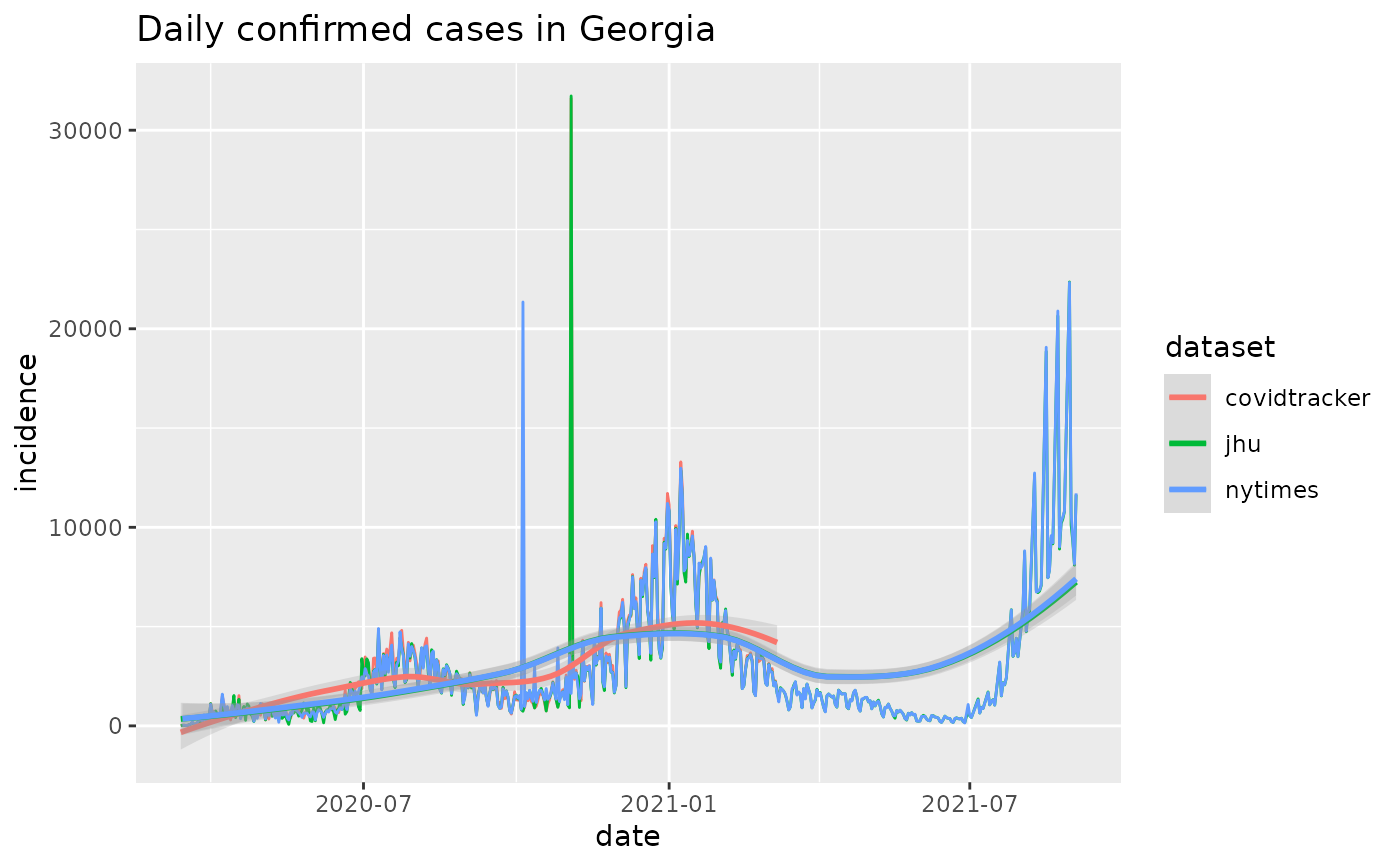 Daily confirmed cases in Georgia
incidence
30000
20000
10000
0
2020-07
2021-01
2021-07
date
dataset
covidtracker
jhu
nytimes